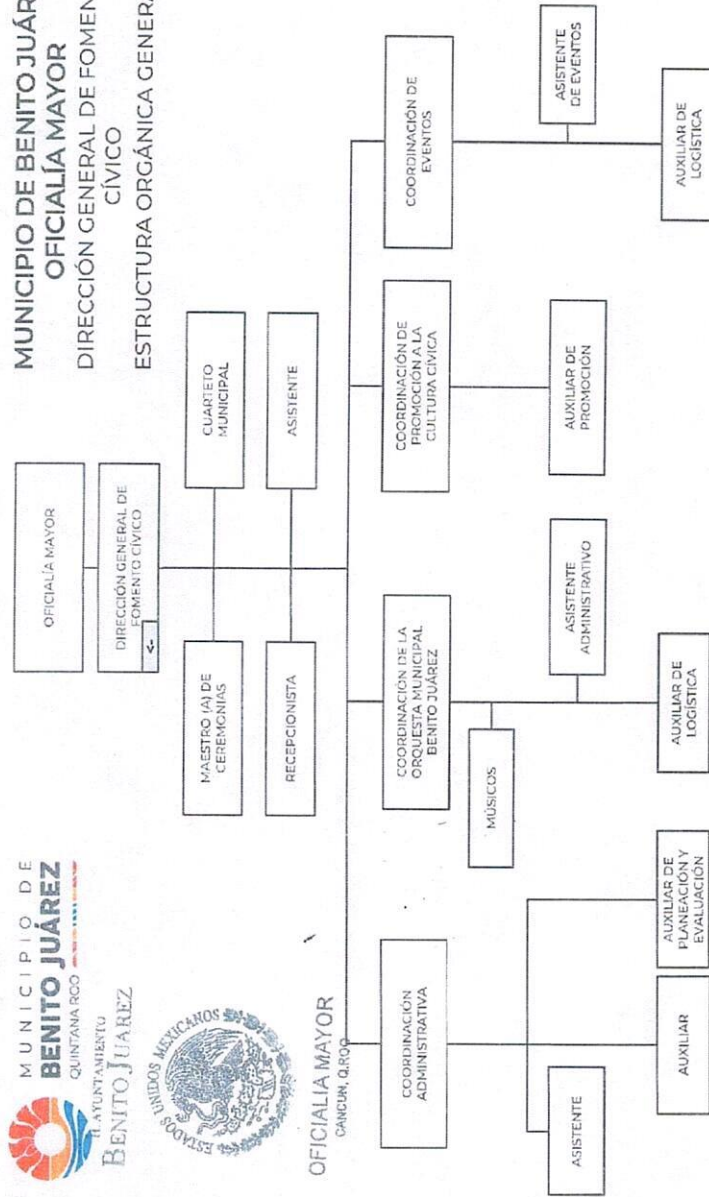 MUNICIPIO DE
BENITO JUÁREZ
QUINTANA ROO
H. AYUNTAMIENTO
BENITO JUAREZ
ESTADOS UNIDOS MEXICANOS
OFICIALIA MAYOR
CANCUN, Q.ROO
MUNICIPIO DE BENITO JUÁR
OFICIALÍA MAYOR
DIRECCIÓN GENERAL DE FOMEN
CÍVICO
ESTRUCTURA ORGÁNICA GENERA
OFICIALÍA MAYOR
DIRECCIÓN GENERAL DE
FOMENTO CÍVICO
<-
MAESTRO (A) DE
CEREMONIAS
CUARTETO
MUNICIPAL
RECEPCIONISTA
ASISTENTE
COORDINACIÓN
ADMINISTRATIVA
COORDINACIÓN DE LA
ORQUESTA MUNICIPAL
BENITO JUÁREZ
COORDINACIÓN DE
PROMOCIÓN A LA
CULTURA CÍVICA
COORDINACIÓN DE
EVENTOS
ASISTENTE
AUXILIAR
AUXILIAR DE
PLANEACIÓN Y
EVALUACIÓN
MÚSICOS
ASISTENTE
ADMINISTRATIVO
AUXILIAR DE
LOGÍSTICA
AUXILIAR DE
PROMOCIÓN
ASISTENTE
DE EVENTOS
AUXILIAR DE
LOGÍSTICA